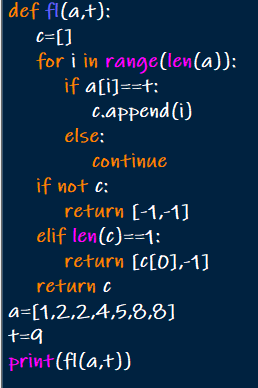 def fl(a,t):
    c=[]
    for i in range(len(a)):
        if a[i]==t:
            c.append(i)
        else:
            continue
    if not c:
        return [-1,-1]
    elif len(c)==1:
        return [c[0],-1]
    return c
a=[1,2,2,4,5,8,8]
t=9
print(fl(a,t))